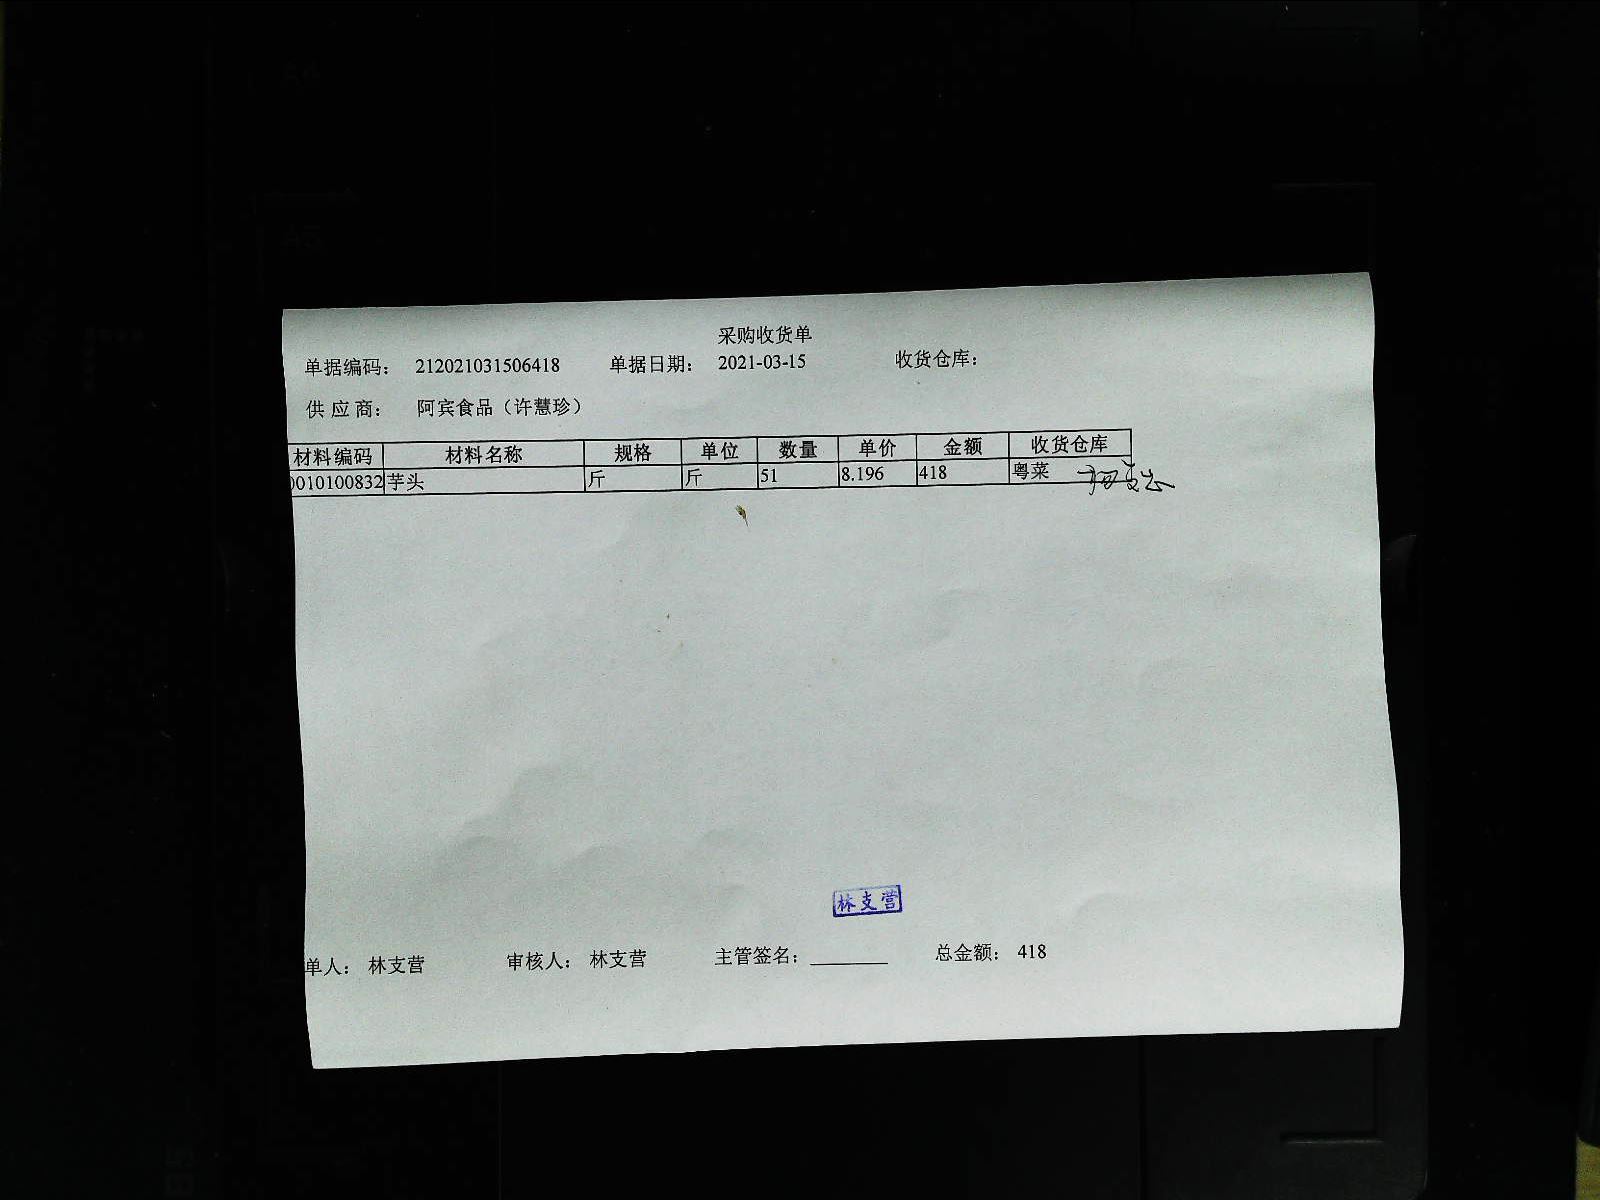 采购收货单
单据编码： 212021031506418 单据日期： 2021-03-15 收货仓库：
供应商： 阿宾食品（许慧珍）
材料编码 材料名称 规格 单位 数量 单价 金额 收货仓库
0010100832 芋头 斤 斤 51 8.196 418 粤菜
林支营
单人： 林支营 审核人： 林支营 主管签名： 总金额： 418